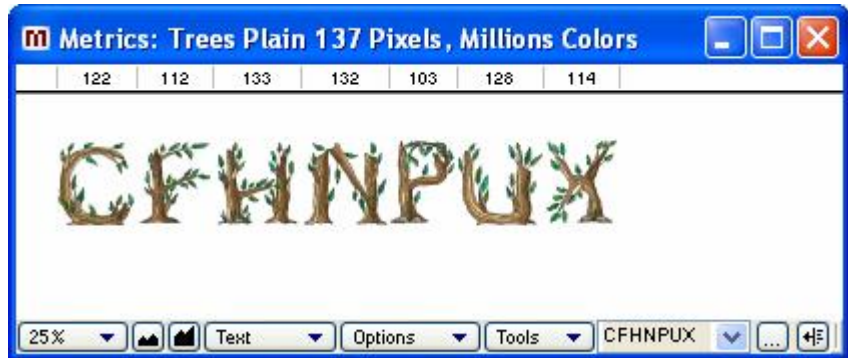 m Metrics: Trees Plain 137 Pixels, Millions Colors
122 112 133 132 103 128 114
CFHNPUX
25% Text Options Tools CFHNPUX ...